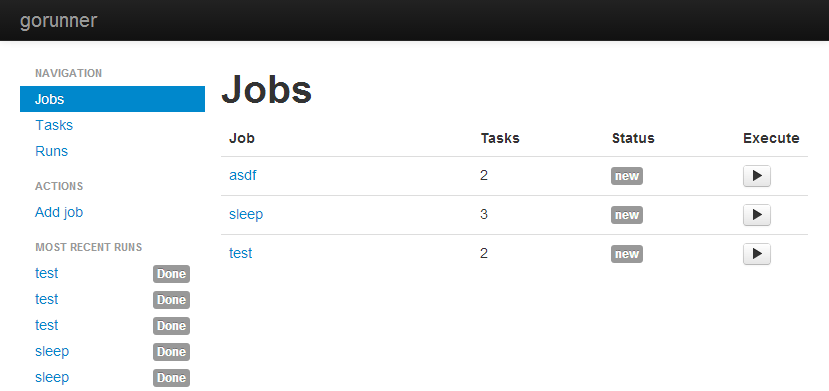 gorunner
NAVIGATION
Jobs
Tasks
Runs
ACTIONS
Add job
MOST RECENT RUNS
test Done
test Done
test Done
sleep Done
sleep Done
Jobs
Job Tasks Status Execute
asdf 2 new
sleep 3 new
test 2 new